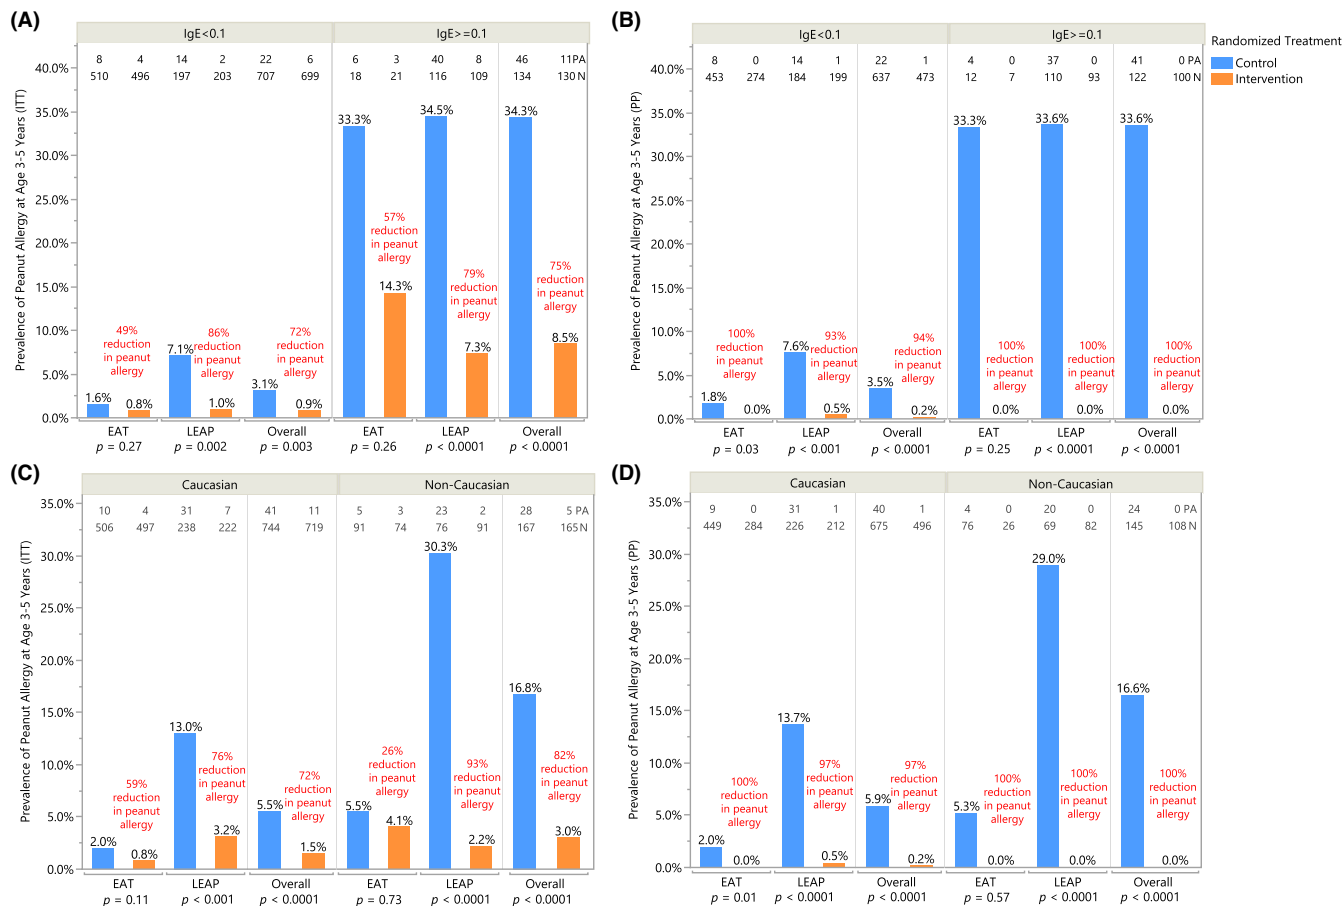 (A)
IgE<0.1
IgE>=0.1
8 4 14 2 22 6 6 3 40 8 46 11PA
510 496 197 203 707 699 18 21 116 109 134 130 N
Prevalence of Peanut Allergy at Age 3-5 Years (ITT)
40.0%
35.0%
30.0%
25.0%
20.0%
15.0%
10.0%
5.0%
0.0%
1.6%
0.8%
49%
reduction
in peanut
allergy
7.1%
1.0%
86%
reduction
in peanut
allergy
3.1%
0.9%
72%
reduction
in peanut
allergy
33.3%
14.3%
57%
reduction
in peanut
allergy
34.5%
7.3%
79%
reduction
in peanut
allergy
34.3%
8.5%
75%
reduction
in peanut
allergy
EAT LEAP Overall EAT LEAP Overall
p = 0.27 p = 0.002 p = 0.003 p = 0.26 p < 0.0001 p < 0.0001
(B)
IgE<0.1
IgE>=0.1
8 0 14 1 22 1 4 0 37 0 41 0 PA
453 274 184 199 637 473 12 7 110 93 122 100 N
Prevalence of Peanut Allergy at Age 3-5 Years (PP)
40.0%
35.0%
30.0%
25.0%
20.0%
15.0%
10.0%
5.0%
0.0%
1.8%
0.0%
100%
reduction
in peanut
allergy
7.6%
0.5%
93%
reduction
in peanut
allergy
3.5%
0.2%
94%
reduction
in peanut
allergy
33.3%
0.0%
100%
reduction
in peanut
allergy
33.6%
0.0%
100%
reduction
in peanut
allergy
33.6%
0.0%
100%
reduction
in peanut
allergy
EAT LEAP Overall EAT LEAP Overall
p = 0.03 p < 0.001 p < 0.0001 p = 0.25 p < 0.0001 p < 0.0001
Randomized Treatment
Control
Intervention
(C)
Caucasian
Non-Caucasian
10 4 31 7 41 11 5 3 23 2 28 5 PA
506 497 238 222 744 719 91 74 76 91 167 165 N
Prevalence of Peanut Allergy at Age 3-5 Years (ITT)
35.0%
30.0%
25.0%
20.0%
15.0%
10.0%
5.0%
0.0%
2.0%
0.8%
59%
reduction
in peanut
allergy
13.0%
3.2%
76%
reduction
in peanut
allergy
5.5%
1.5%
72%
reduction
in peanut
allergy
5.5%
4.1%
26%
reduction
in peanut
allergy
30.3%
2.2%
93%
reduction
in peanut
allergy
16.8%
3.0%
82%
reduction
in peanut
allergy
EAT LEAP Overall EAT LEAP Overall
p = 0.11 p < 0.001 p < 0.0001 p = 0.73 p < 0.0001 p < 0.0001
(D)
Caucasian
Non-Caucasian
9 0 31 1 40 1 4 0 20 0 24 0 PA
449 284 226 212 675 496 76 26 69 82 145 108 N
Prevalence of Peanut Allergy at Age 3-5 Years (PP)
35.0%
30.0%
25.0%
20.0%
15.0%
10.0%
5.0%
0.0%
2.0%
0.0%
100%
reduction
in peanut
allergy
13.7%
0.5%
97%
reduction
in peanut
allergy
5.9%
0.2%
97%
reduction
in peanut
allergy
5.3%
0.0%
100%
reduction
in peanut
allergy
29.0%
0.0%
100%
reduction
in peanut
allergy
16.6%
0.0%
100%
reduction
in peanut
allergy
EAT LEAP Overall EAT LEAP Overall
p = 0.01 p < 0.0001 p < 0.0001 p = 0.57 p < 0.0001 p < 0.0001